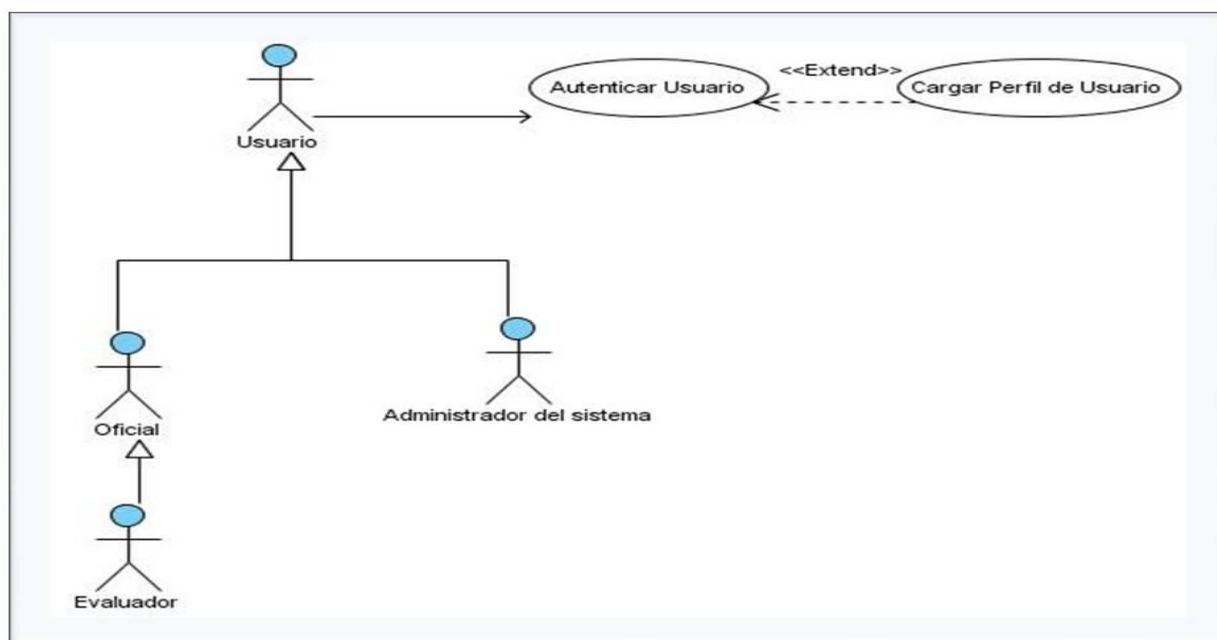 <<Extend>>
Autenticar Usuario
Cargar Perfil de Usuario
Usuario
Administrador del sistema
Oficial
Evaluador